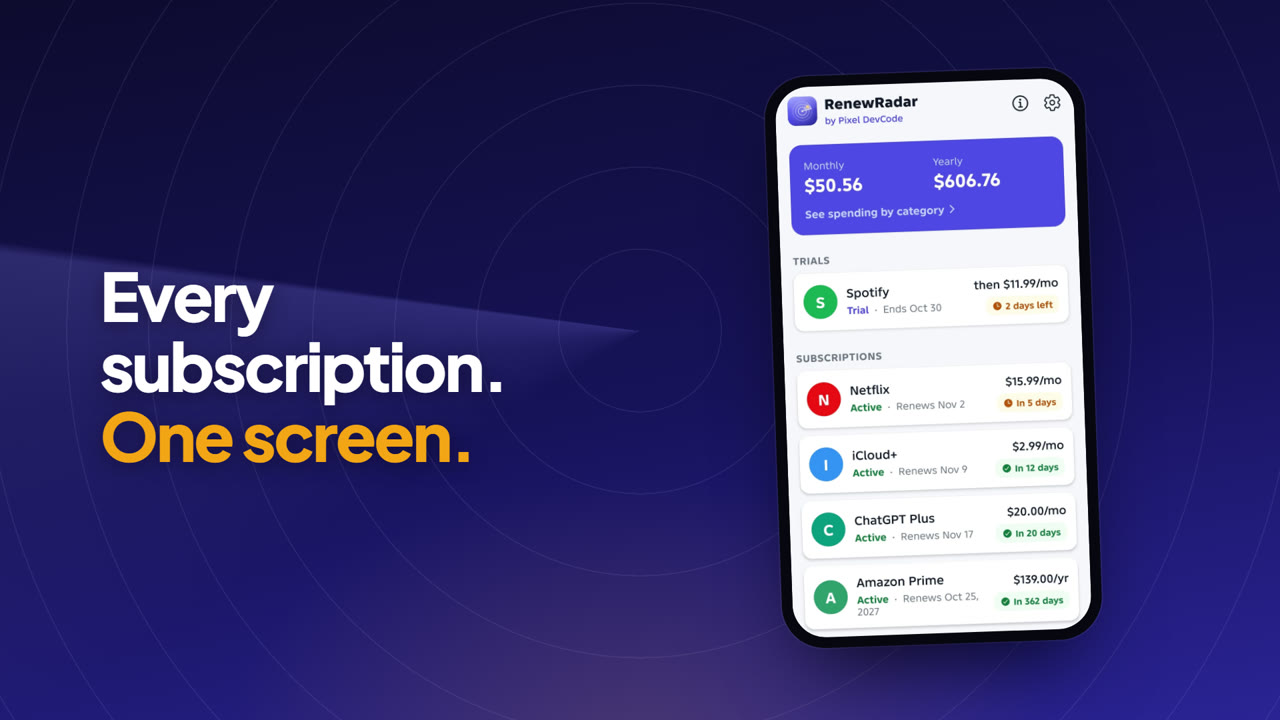 Every
subscription.
One screen.
RenewRadar
by Pixel DevCode
Monthly
$50.56
Yearly
$606.76
See spending by category >
TRIALS
S
Spotify
Trial · Ends Oct 30
then $11.99/mo
2 days left
SUBSCRIPTIONS
N
Netflix
Active · Renews Nov 2
$15.99/mo
In 5 days
I
iCloud+
Active · Renews Nov 9
$2.99/mo
In 12 days
C
ChatGPT Plus
Active · Renews Nov 17
$20.00/mo
In 20 days
A
Amazon Prime
Active · Renews Oct 25,
2027
$139.00/yr
In 362 days